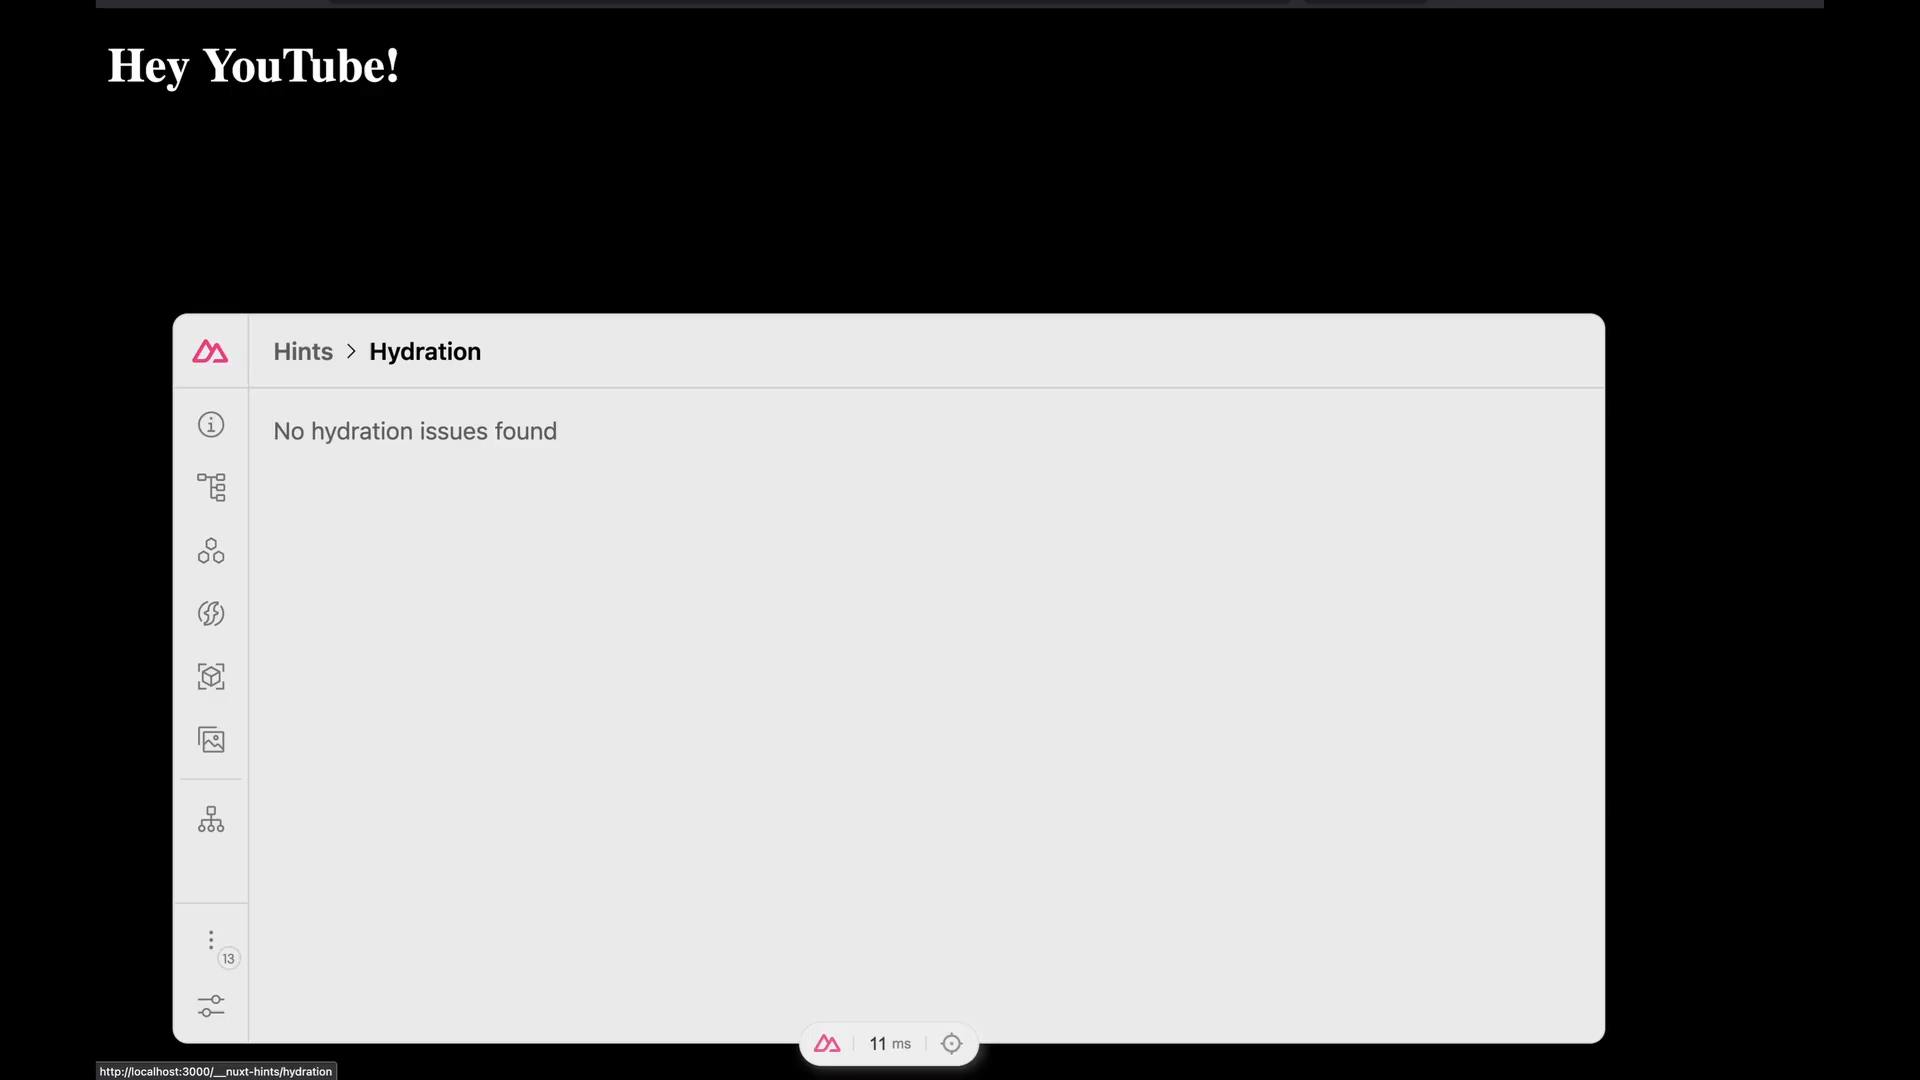 Hey YouTube!
Hints > Hydration
No hydration issues found
13
11 ms
http://localhost:3000/__nuxt-hints/hydration